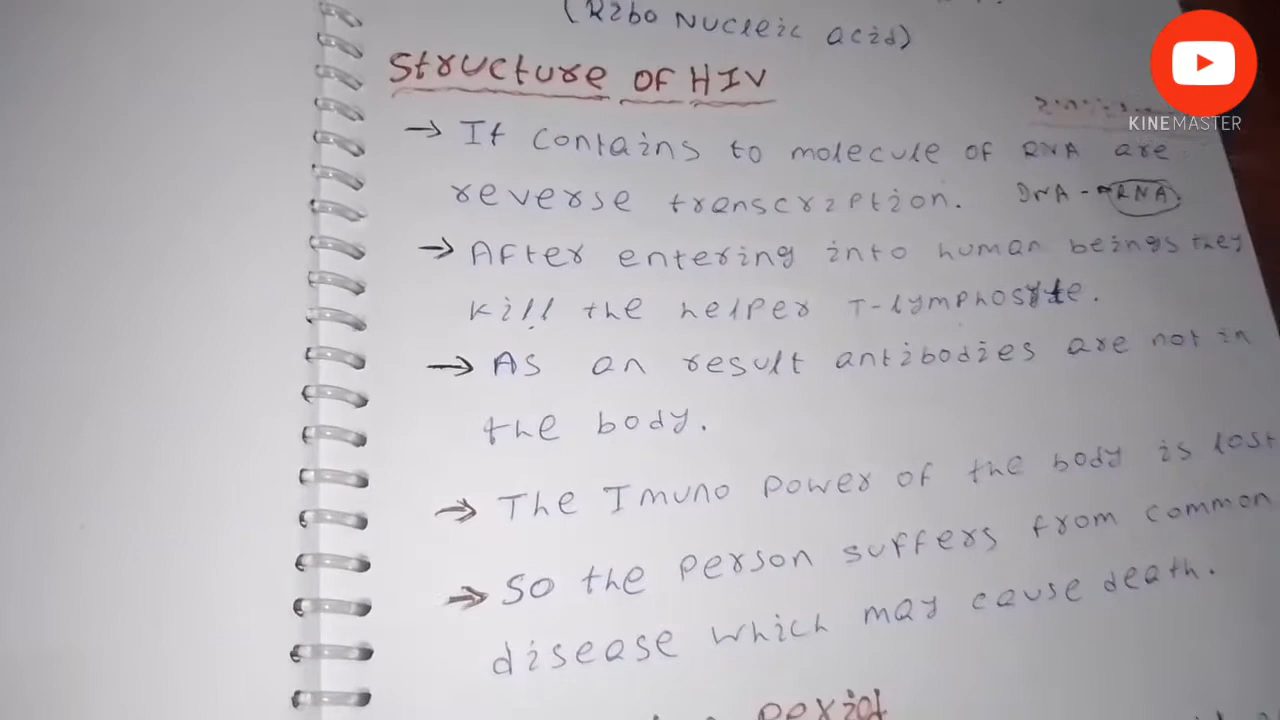 (Ribo Nucleic acid)
Structure of HIV
KINEMASTER
→ It contains to molecule of RNA are
reverse transcription. DNA - RNA
→ After entering into human beings they
kill the helper T-lymphosyte.
→ As an result antibodies are not in
the body.
→ The Imuno power of the body is lost
→ So the person suffers from common
disease which may cause death.